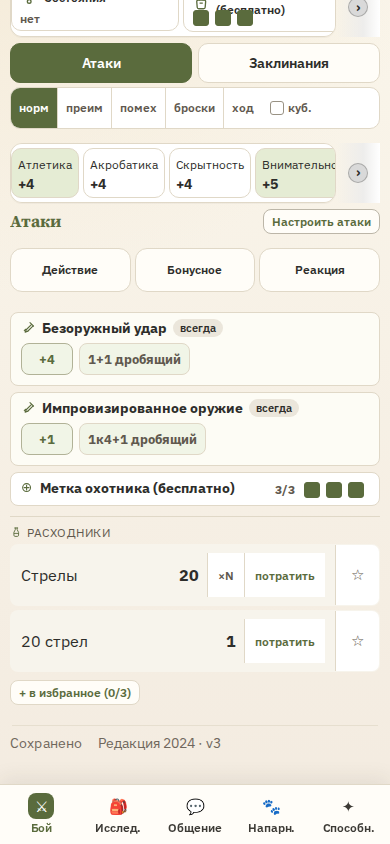 Состояния
нет
(бесплатно)
Атаки
Заклинания
норм преим помех броски ход куб.
Атлетика Акробатика Скрытность Внимательно
+4 +4 +4 +5
Атаки
Настроить атаки
Действие Бонусное Реакция
Безоружный удар всегда
+4 1+1 дробящий
Импровизированное оружие всегда
+1 1к4+1 дробящий
Метка охотника (бесплатно) 3/3
РАСХОДНИКИ
Стрелы 20 ×N потратить
20 стрел 1 потратить
+ в избранное (0/3)
Сохранено Редакция 2024 · v3
Бой Исслед. Общение Напарн. Способн.